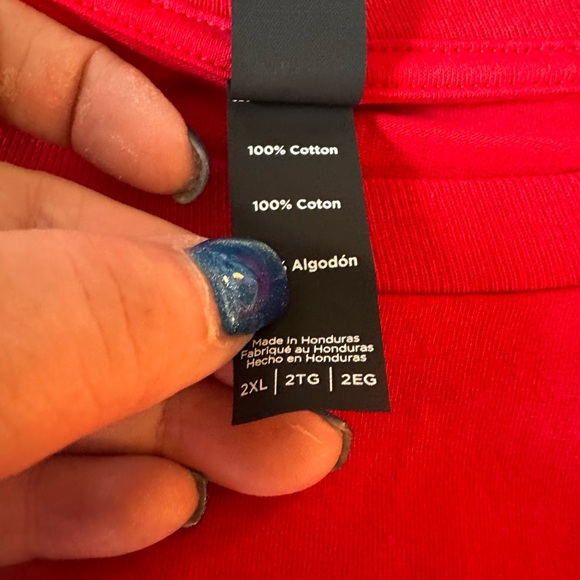 100% Cotton
100% Coton
% Algodón
Made in Honduras
Fabriqué au Honduras
Hecho en Honduras
2XL | 2TG | 2EG